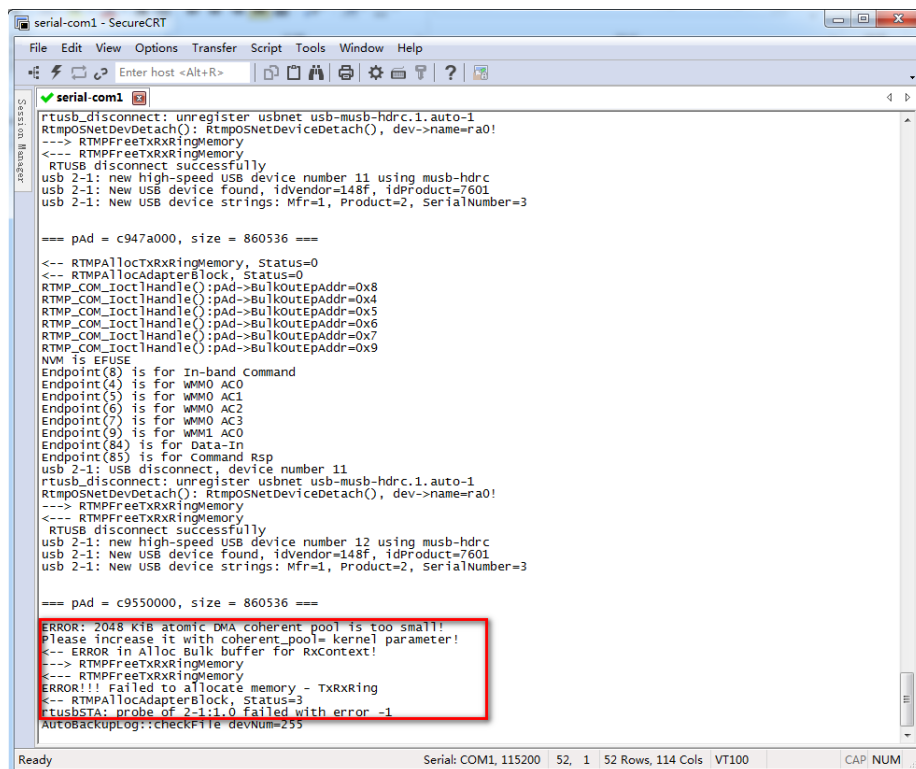 serial-com1 - SecureCRT
File Edit View Options Transfer Script Tools Window Help
Enter host <Alt+R>
serial-com1
Session Manager
rtusb_disconnect: unregister usbnet usb-musb-hdrc.1.auto-1
RtmpOSNetDevDetach(): RtmpOSNetDeviceDetach(), dev->name=ra0!
---> RTMPFreeTxRxRingMemory
<--- RTMPFreeTxRxRingMemory
RTUSB disconnect successfully
usb 2-1: new high-speed USB device number 11 using musb-hdrc
usb 2-1: New USB device found, idVendor=148f, idProduct=7601
usb 2-1: New USB device strings: Mfr=1, Product=2, SerialNumber=3
=== pAd = c947a000, size = 860536 ===
<-- RTMPAllocTxRxRingMemory, Status=0
<-- RTMPAllocAdapterBlock, Status=0
RTMP_COM_IoctlHandle():pAd->BulkOutEpAddr=0x8
RTMP_COM_IoctlHandle():pAd->BulkOutEpAddr=0x4
RTMP_COM_IoctlHandle():pAd->BulkOutEpAddr=0x5
RTMP_COM_IoctlHandle():pAd->BulkOutEpAddr=0x6
RTMP_COM_IoctlHandle():pAd->BulkOutEpAddr=0x7
RTMP_COM_IoctlHandle():pAd->BulkOutEpAddr=0x9
NVM is EFUSE
Endpoint(8) is for In-band Command
Endpoint(4) is for WMM0 AC0
Endpoint(5) is for WMM0 AC1
Endpoint(6) is for WMM0 AC2
Endpoint(7) is for WMM0 AC3
Endpoint(9) is for WMM1 AC0
Endpoint(84) is for Data-In
Endpoint(85) is for Command Rsp
usb 2-1: USB disconnect, device number 11
rtusb_disconnect: unregister usbnet usb-musb-hdrc.1.auto-1
RtmpOSNetDevDetach(): RtmpOSNetDeviceDetach(), dev->name=ra0!
---> RTMPFreeTxRxRingMemory
<--- RTMPFreeTxRxRingMemory
RTUSB disconnect successfully
usb 2-1: new high-speed USB device number 12 using musb-hdrc
usb 2-1: New USB device found, idVendor=148f, idProduct=7601
usb 2-1: New USB device strings: Mfr=1, Product=2, SerialNumber=3
=== pAd = c9550000, size = 860536 ===
ERROR: 2048 KiB atomic DMA coherent pool is too small!
Please increase it with coherent_pool= kernel parameter!
<-- ERROR in Alloc Bulk buffer for RxContext!
---> RTMPFreeTxRxRingMemory
<--- RTMPFreeTxRxRingMemory
ERROR!!! Failed to allocate memory - TxRxRing
<-- RTMPAllocAdapterBlock, Status=3
rtusbSTA: probe of 2-1:1.0 failed with error -1
AutoBackupLog::checkFile devNum=255
Ready Serial: COM1, 115200 52, 1 52 Rows, 114 Cols VT100 CAP NUM